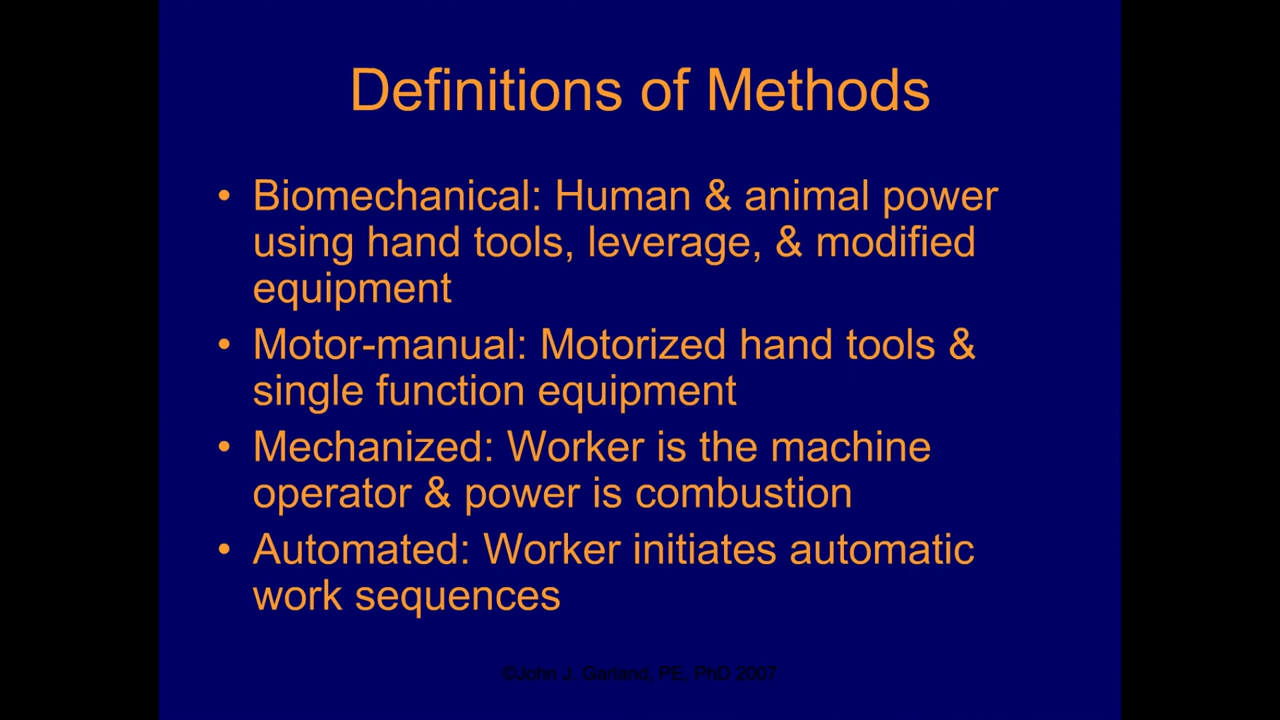 Definitions of Methods
• Biomechanical: Human & animal power
using hand tools, leverage, & modified
equipment
• Motor-manual: Motorized hand tools &
single function equipment
• Mechanized: Worker is the machine
operator & power is combustion
• Automated: Worker initiates automatic
work sequences
©John J. Garland, PE, PhD 2007